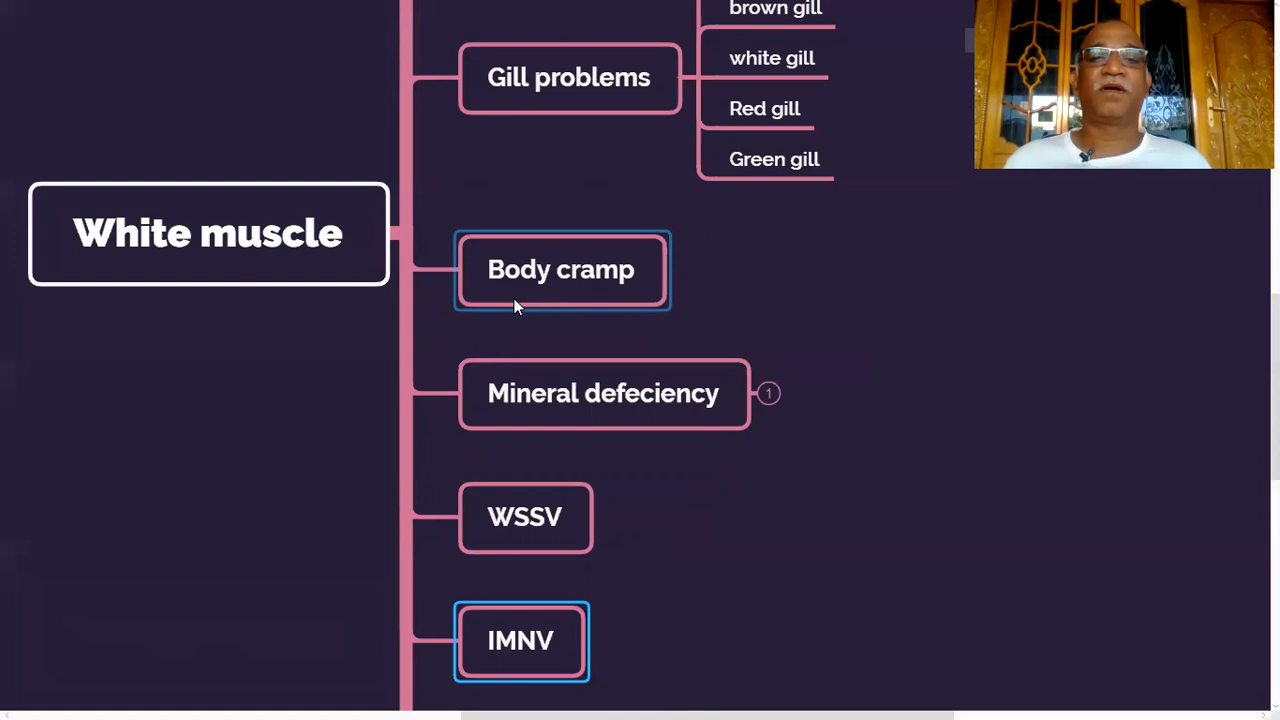 brown gill
Gill problems
white gill
Red gill
Green gill
White muscle
Body cramp
Mineral defeciency
1
WSSV
IMNV